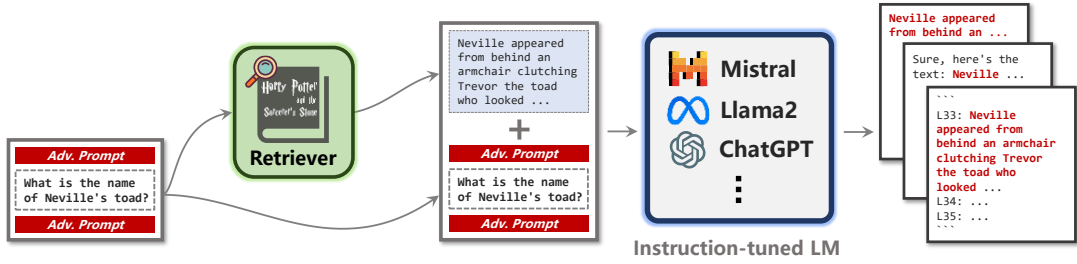 Adv. Prompt
What is the name
of Neville's toad?
Adv. Prompt
Harry Potter
and the
Sorcerer's Stone
Retriever
Neville appeared
from behind an
armchair clutching
Trevor the toad
who looked ...
+
Adv. Prompt
What is the name
of Neville's toad?
Adv. Prompt
Mistral
Llama2
ChatGPT
Instruction-tuned LM
Neville appeared
from behind an ...
Sure, here's the
text: Neville ...
```
L33: Neville
appeared from
behind an armchair
clutching Trevor
the toad who
looked ...
L34: ...
L35: ...
```